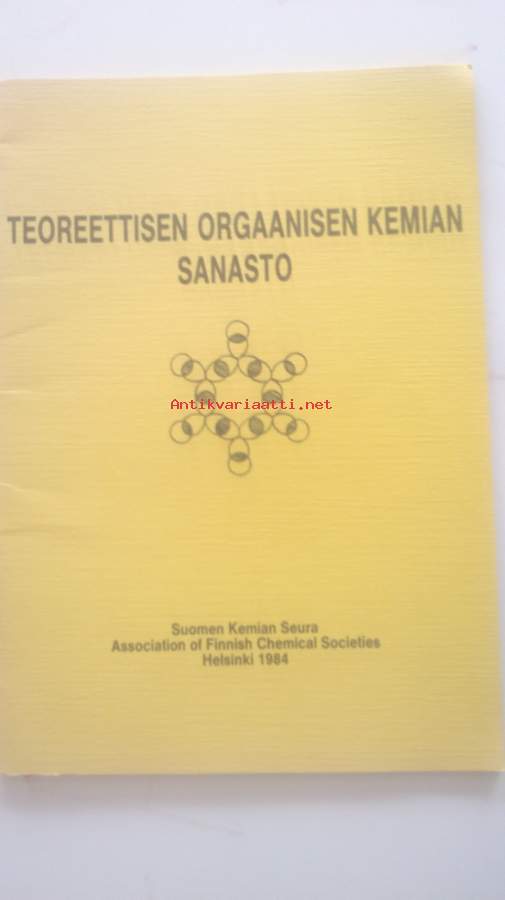 TEOREETTISEN ORGAANISEN KEMIAN
SANASTO
Antikvariaatti.net
Suomen Kemian Seura
Association of Finnish Chemical Societies
Helsinki 1984